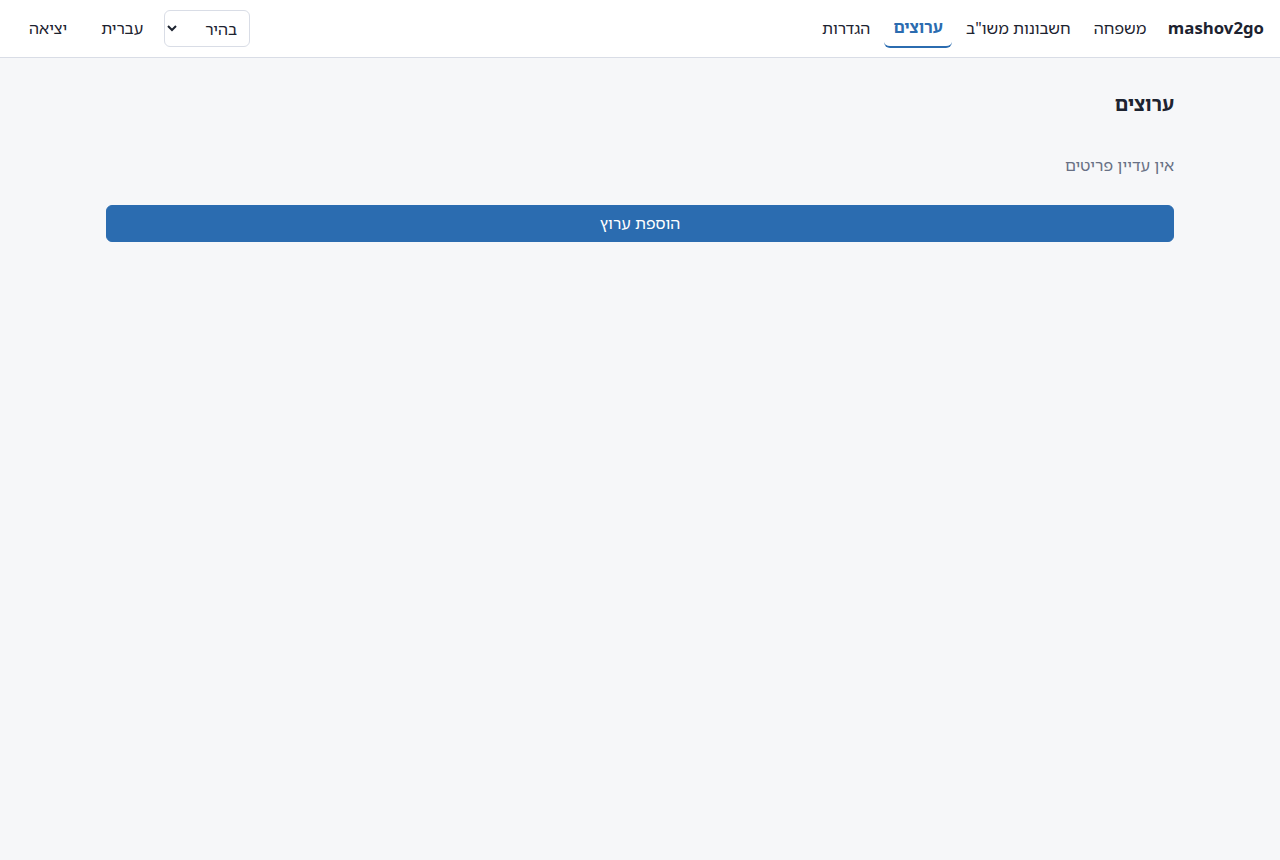 mashov2go משפחה חשבונות משו"ב ערוצים הגדרות בהיר עברית יציאה
ערוצים
אין עדיין פריטים
הוספת ערוץ